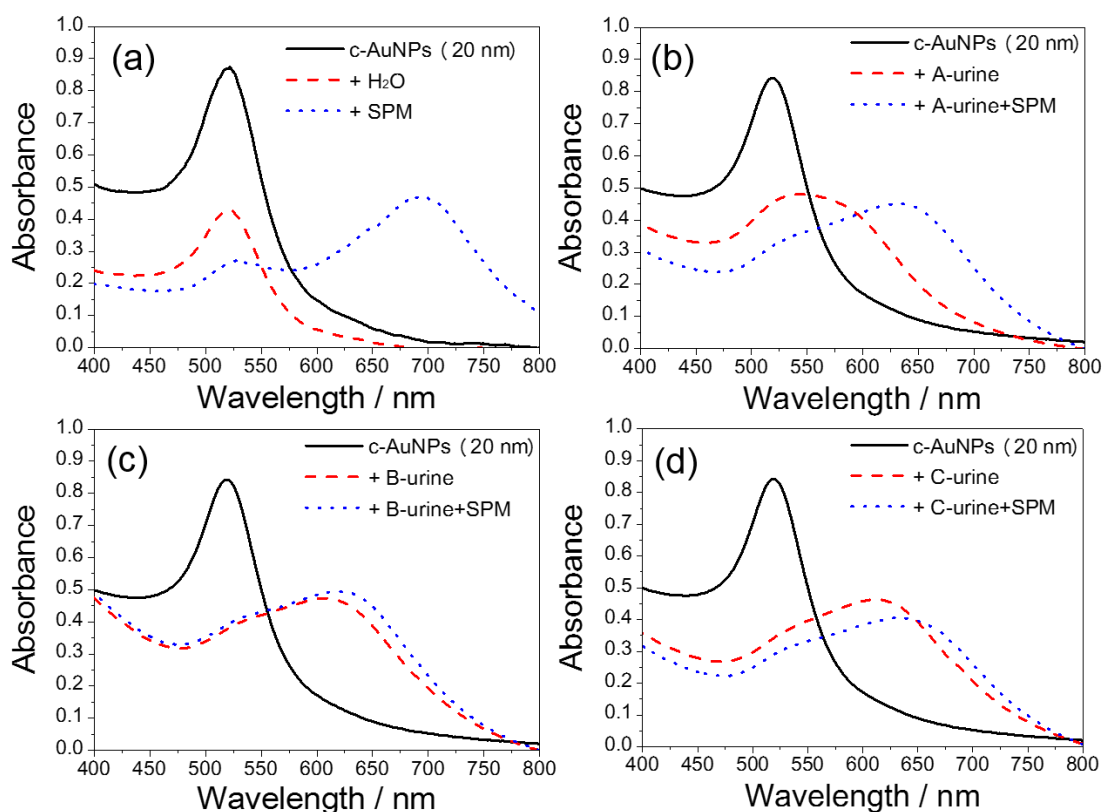 (a)
c-AuNPs (20 nm)
+ H₂O
+ SPM
1.0
0.9
0.8
0.7
0.6
0.5
0.4
0.3
0.2
0.1
0.0
Absorbance
400 450 500 550 600 650 700 750 800
Wavelength / nm
(b)
c-AuNPs (20 nm)
+ A-urine
+ A-urine+SPM
1.0
0.9
0.8
0.7
0.6
0.5
0.4
0.3
0.2
0.1
0.0
Absorbance
400 450 500 550 600 650 700 750 800
Wavelength / nm
(c)
c-AuNPs (20 nm)
+ B-urine
+ B-urine+SPM
1.0
0.9
0.8
0.7
0.6
0.5
0.4
0.3
0.2
0.1
0.0
Absorbance
400 450 500 550 600 650 700 750 800
Wavelength / nm
(d)
c-AuNPs (20 nm)
+ C-urine
+ C-urine+SPM
1.0
0.9
0.8
0.7
0.6
0.5
0.4
0.3
0.2
0.1
0.0
Absorbance
400 450 500 550 600 650 700 750 800
Wavelength / nm